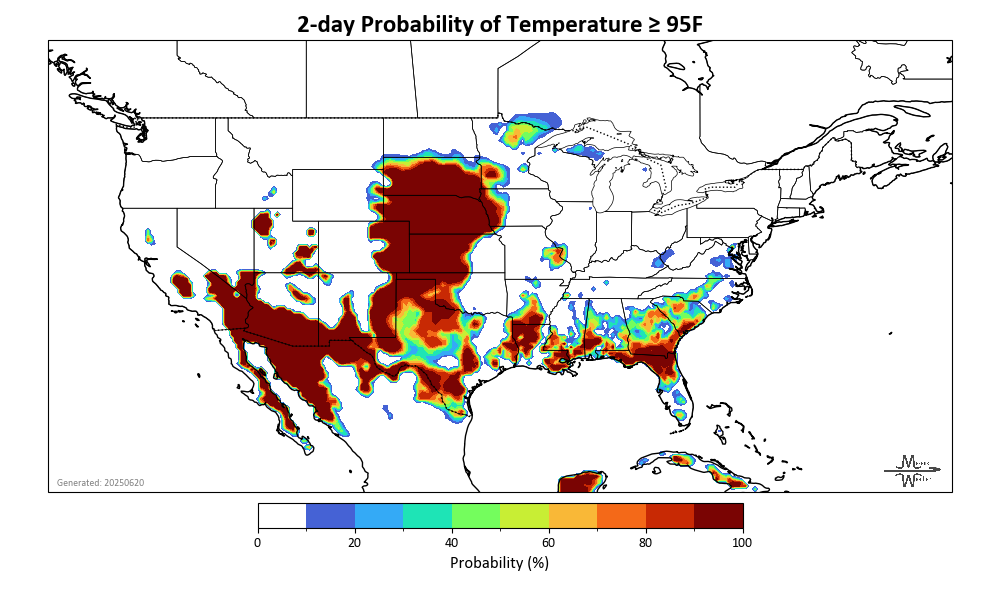 2-day Probability of Temperature ≥ 95F
Generated: 20250620
0 20 40 60 80 100
Probability (%)